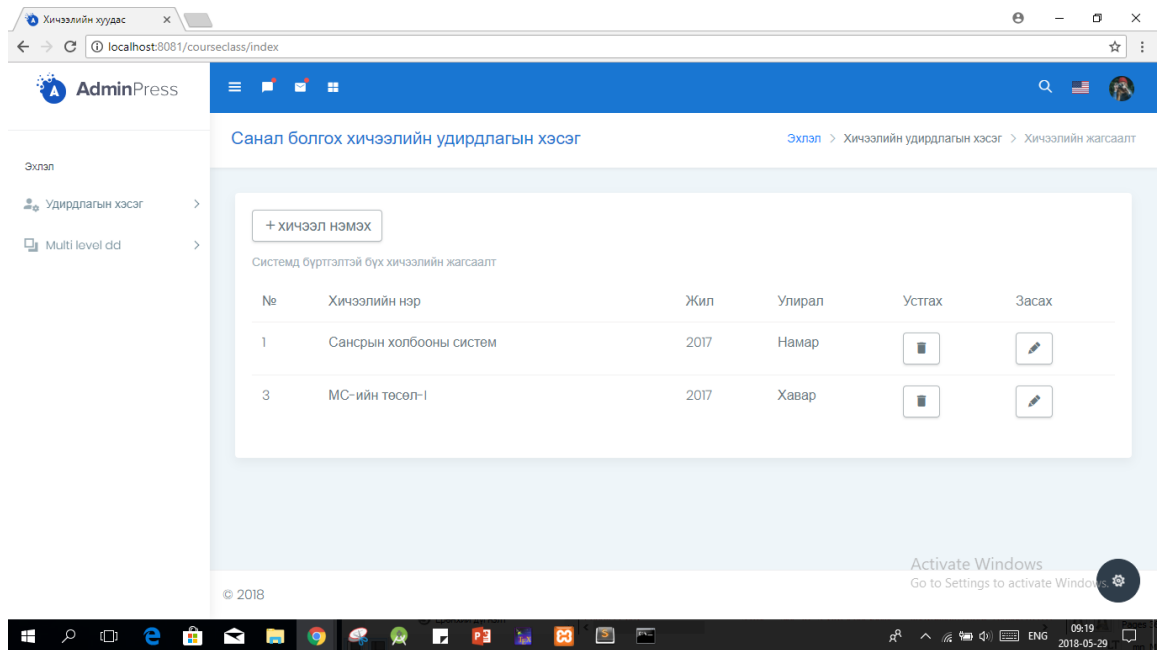 Хичээлийн хуудас
localhost:8081/courseclass/index
AdminPress
Санал болгох хичээлийн удирдлагын хэсэг
Эхлэл > Хичээлийн удирдлагын хэсэг > Хичээлийн жагсаалт
Эхлэл
Удирдлагын хэсэг
Multi level dd
+ хичээл нэмэх
Системд бүртгэлтэй бүх хичээлийн жагсаалт
№ Хичээлийн нэр Жил Улирал Устгах Засах
1 Сансрын холбооны систем 2017 Намар
3 МС-ийн төсөл-I 2017 Хавар
Activate Windows
Go to Settings to activate Windows.
© 2018
ENG
09:19
2018-05-29